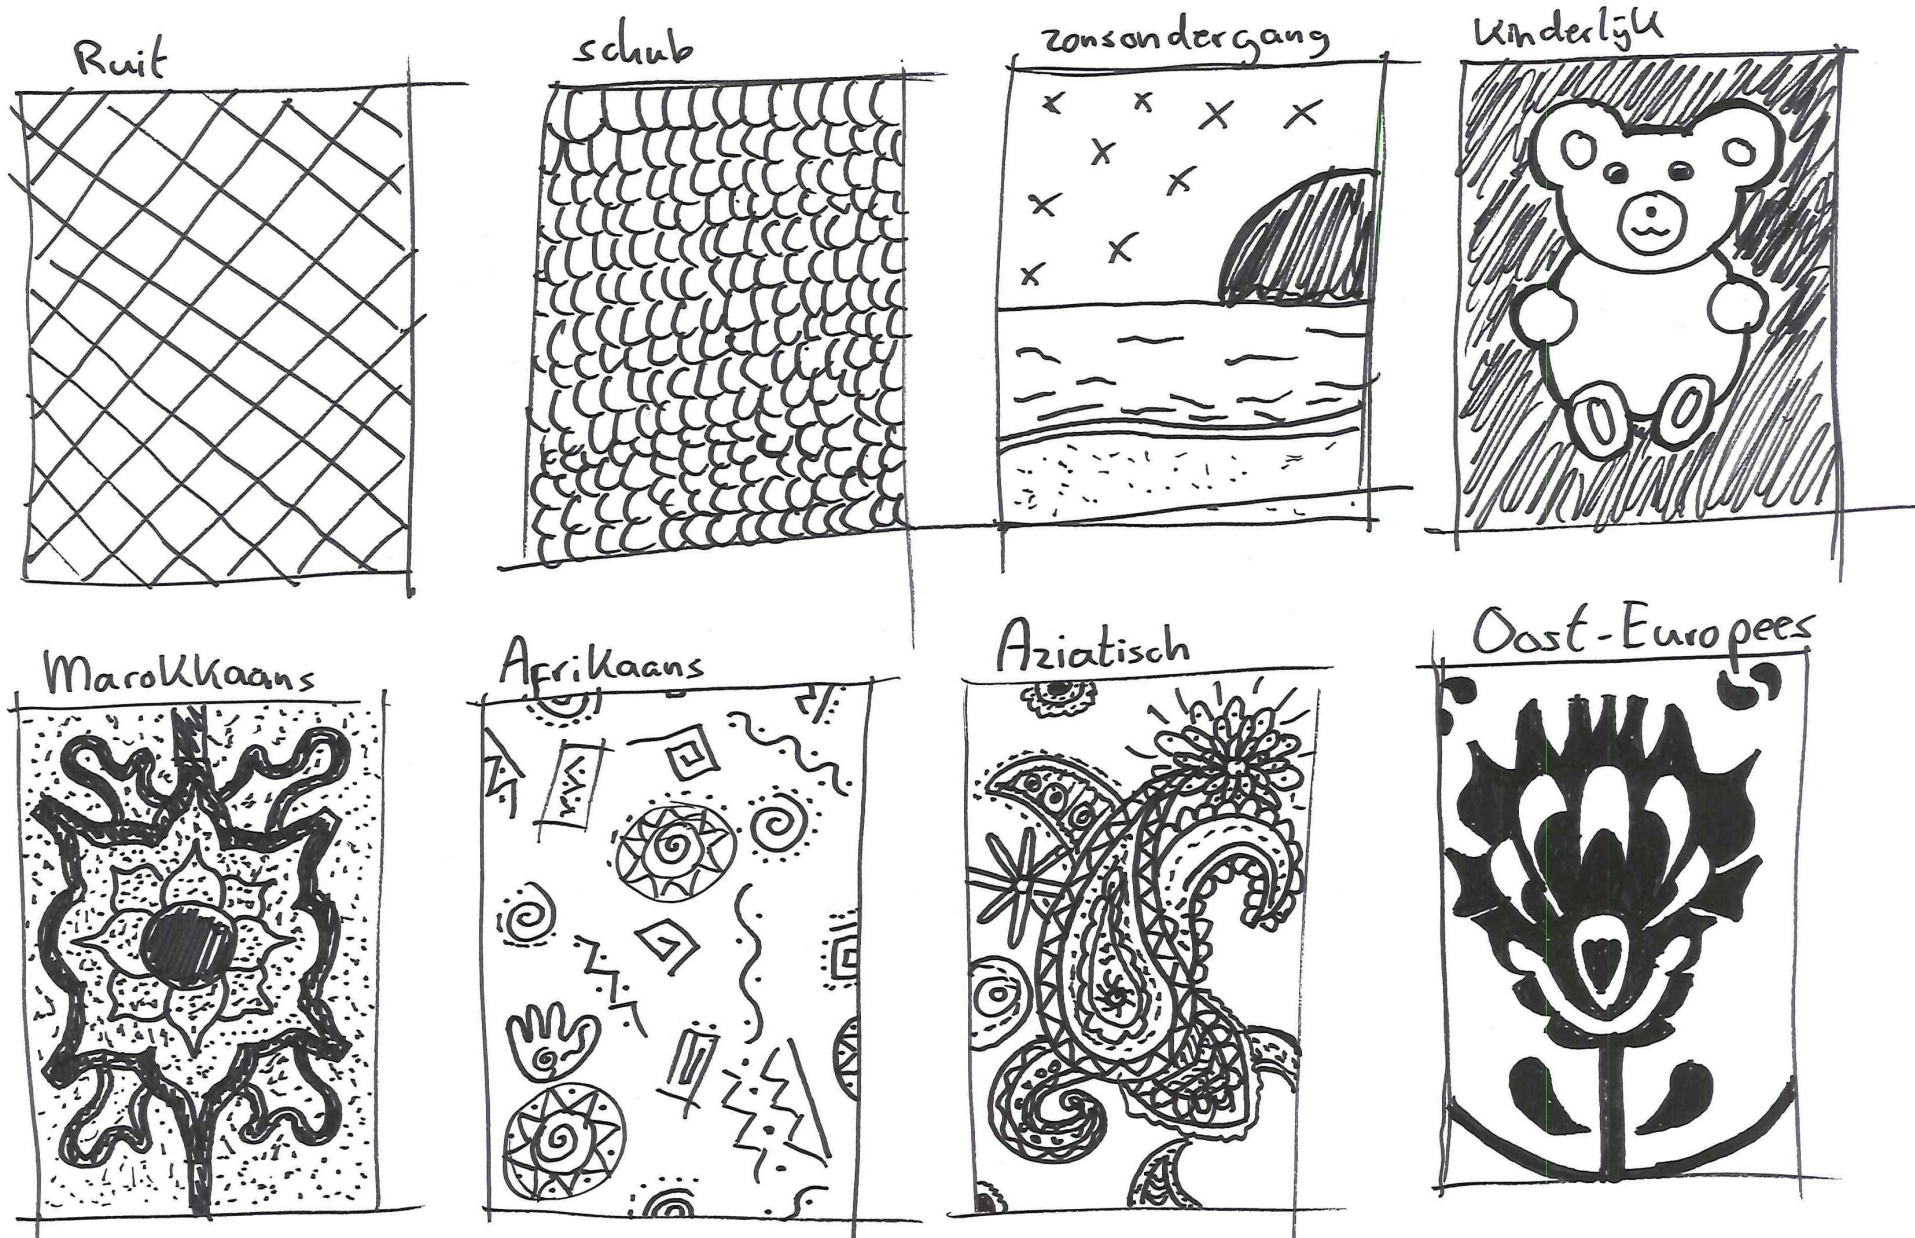 Ruit
schub
zonsondergang
Kinderlijk
Marokkaans
Afrikaans
Aziatisch
Oost-Europees